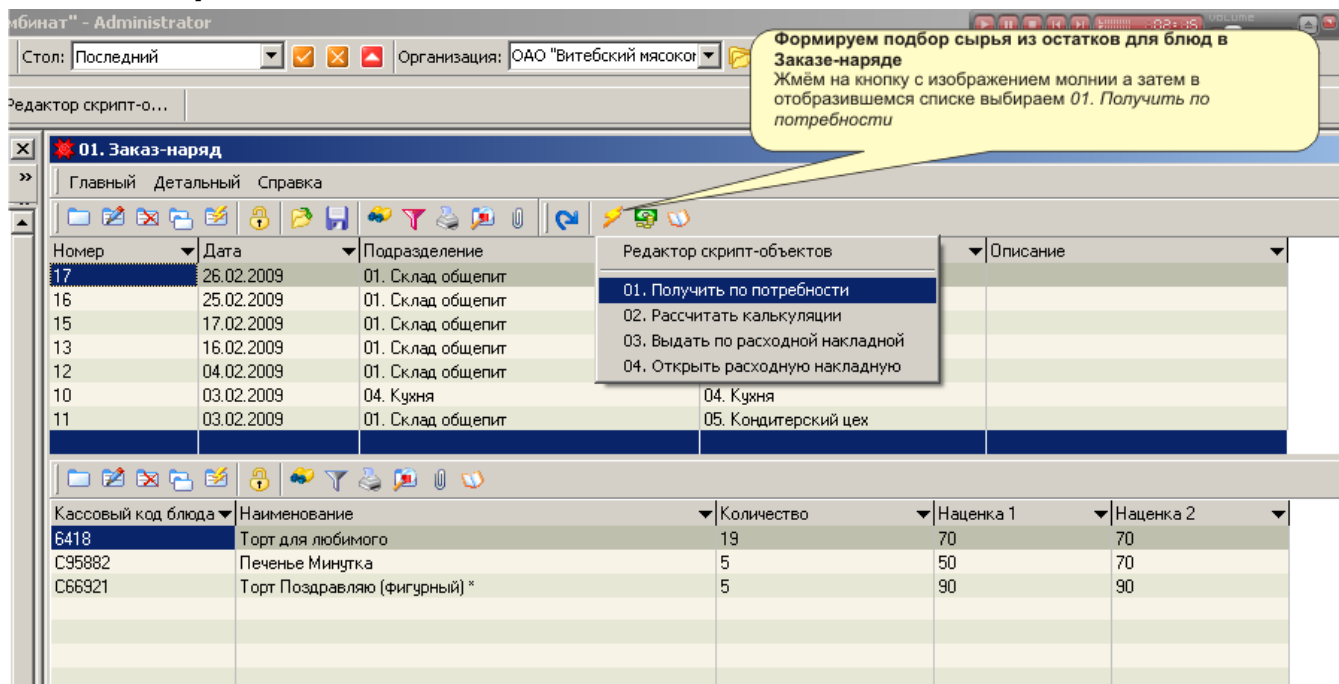 мбинат" - Administrator
VOLUME
Стол: Последний Организация: ОАО "Витебский мясоког
Формируем подбор сырья из остатков для блюд в
Заказе-наряде
Жмём на кнопку с изображением молнии а затем в
отобразившемся списке выбираем 01. Получить по
потребности
Редактор скрипт-о...
01. Заказ-наряд
Главный Детальный Справка
Номер Дата Подразделение Описание
Редактор скрипт-объектов
01. Получить по потребности
02. Рассчитать калькуляции
03. Выдать по расходной накладной
04. Открыть расходную накладную
17 26.02.2009 01. Склад общепит
16 25.02.2009 01. Склад общепит
15 17.02.2009 01. Склад общепит
13 16.02.2009 01. Склад общепит
12 04.02.2009 01. Склад общепит
10 03.02.2009 04. Кухня 04. Кухня
11 03.02.2009 01. Склад общепит 05. Кондитерский цех
Кассовый код блюда Наименование Количество Наценка 1 Наценка 2
6418 Торт для любимого 19 70 70
С95882 Печенье Минутка 5 50 70
С66921 Торт Поздравляю (фигурный) * 5 90 90